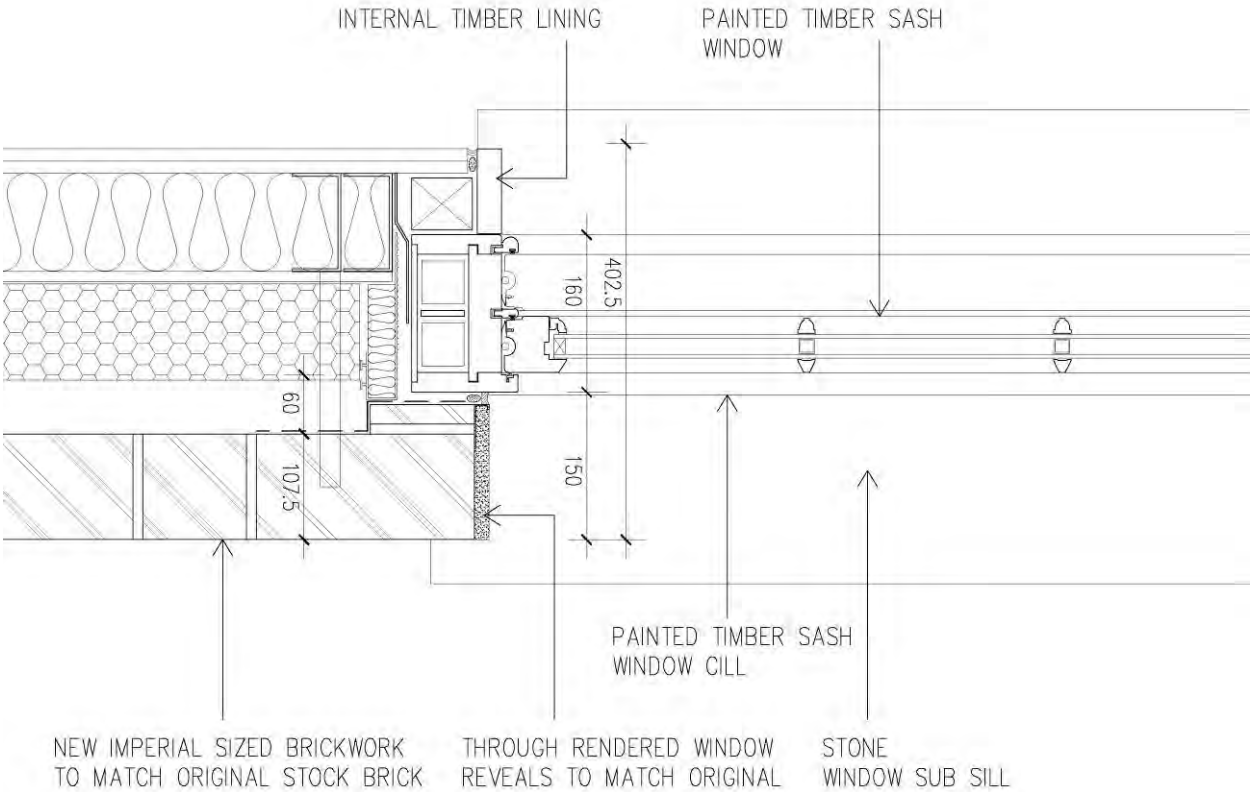 INTERNAL TIMBER LINING
PAINTED TIMBER SASH
WINDOW
402.5
160
60
107.5
150
PAINTED TIMBER SASH
WINDOW CILL
NEW IMPERIAL SIZED BRICKWORK
TO MATCH ORIGINAL STOCK BRICK
THROUGH RENDERED WINDOW
REVEALS TO MATCH ORIGINAL
STONE
WINDOW SUB SILL